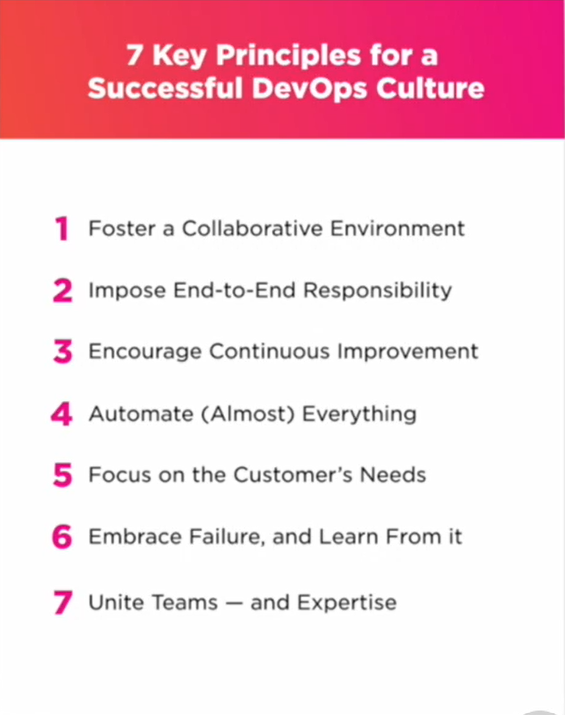 7 Key Principles for a
Successful DevOps Culture
1 Foster a Collaborative Environment
2 Impose End-to-End Responsibility
3 Encourage Continuous Improvement
4 Automate (Almost) Everything
5 Focus on the Customer’s Needs
6 Embrace Failure, and Learn From it
7 Unite Teams — and Expertise